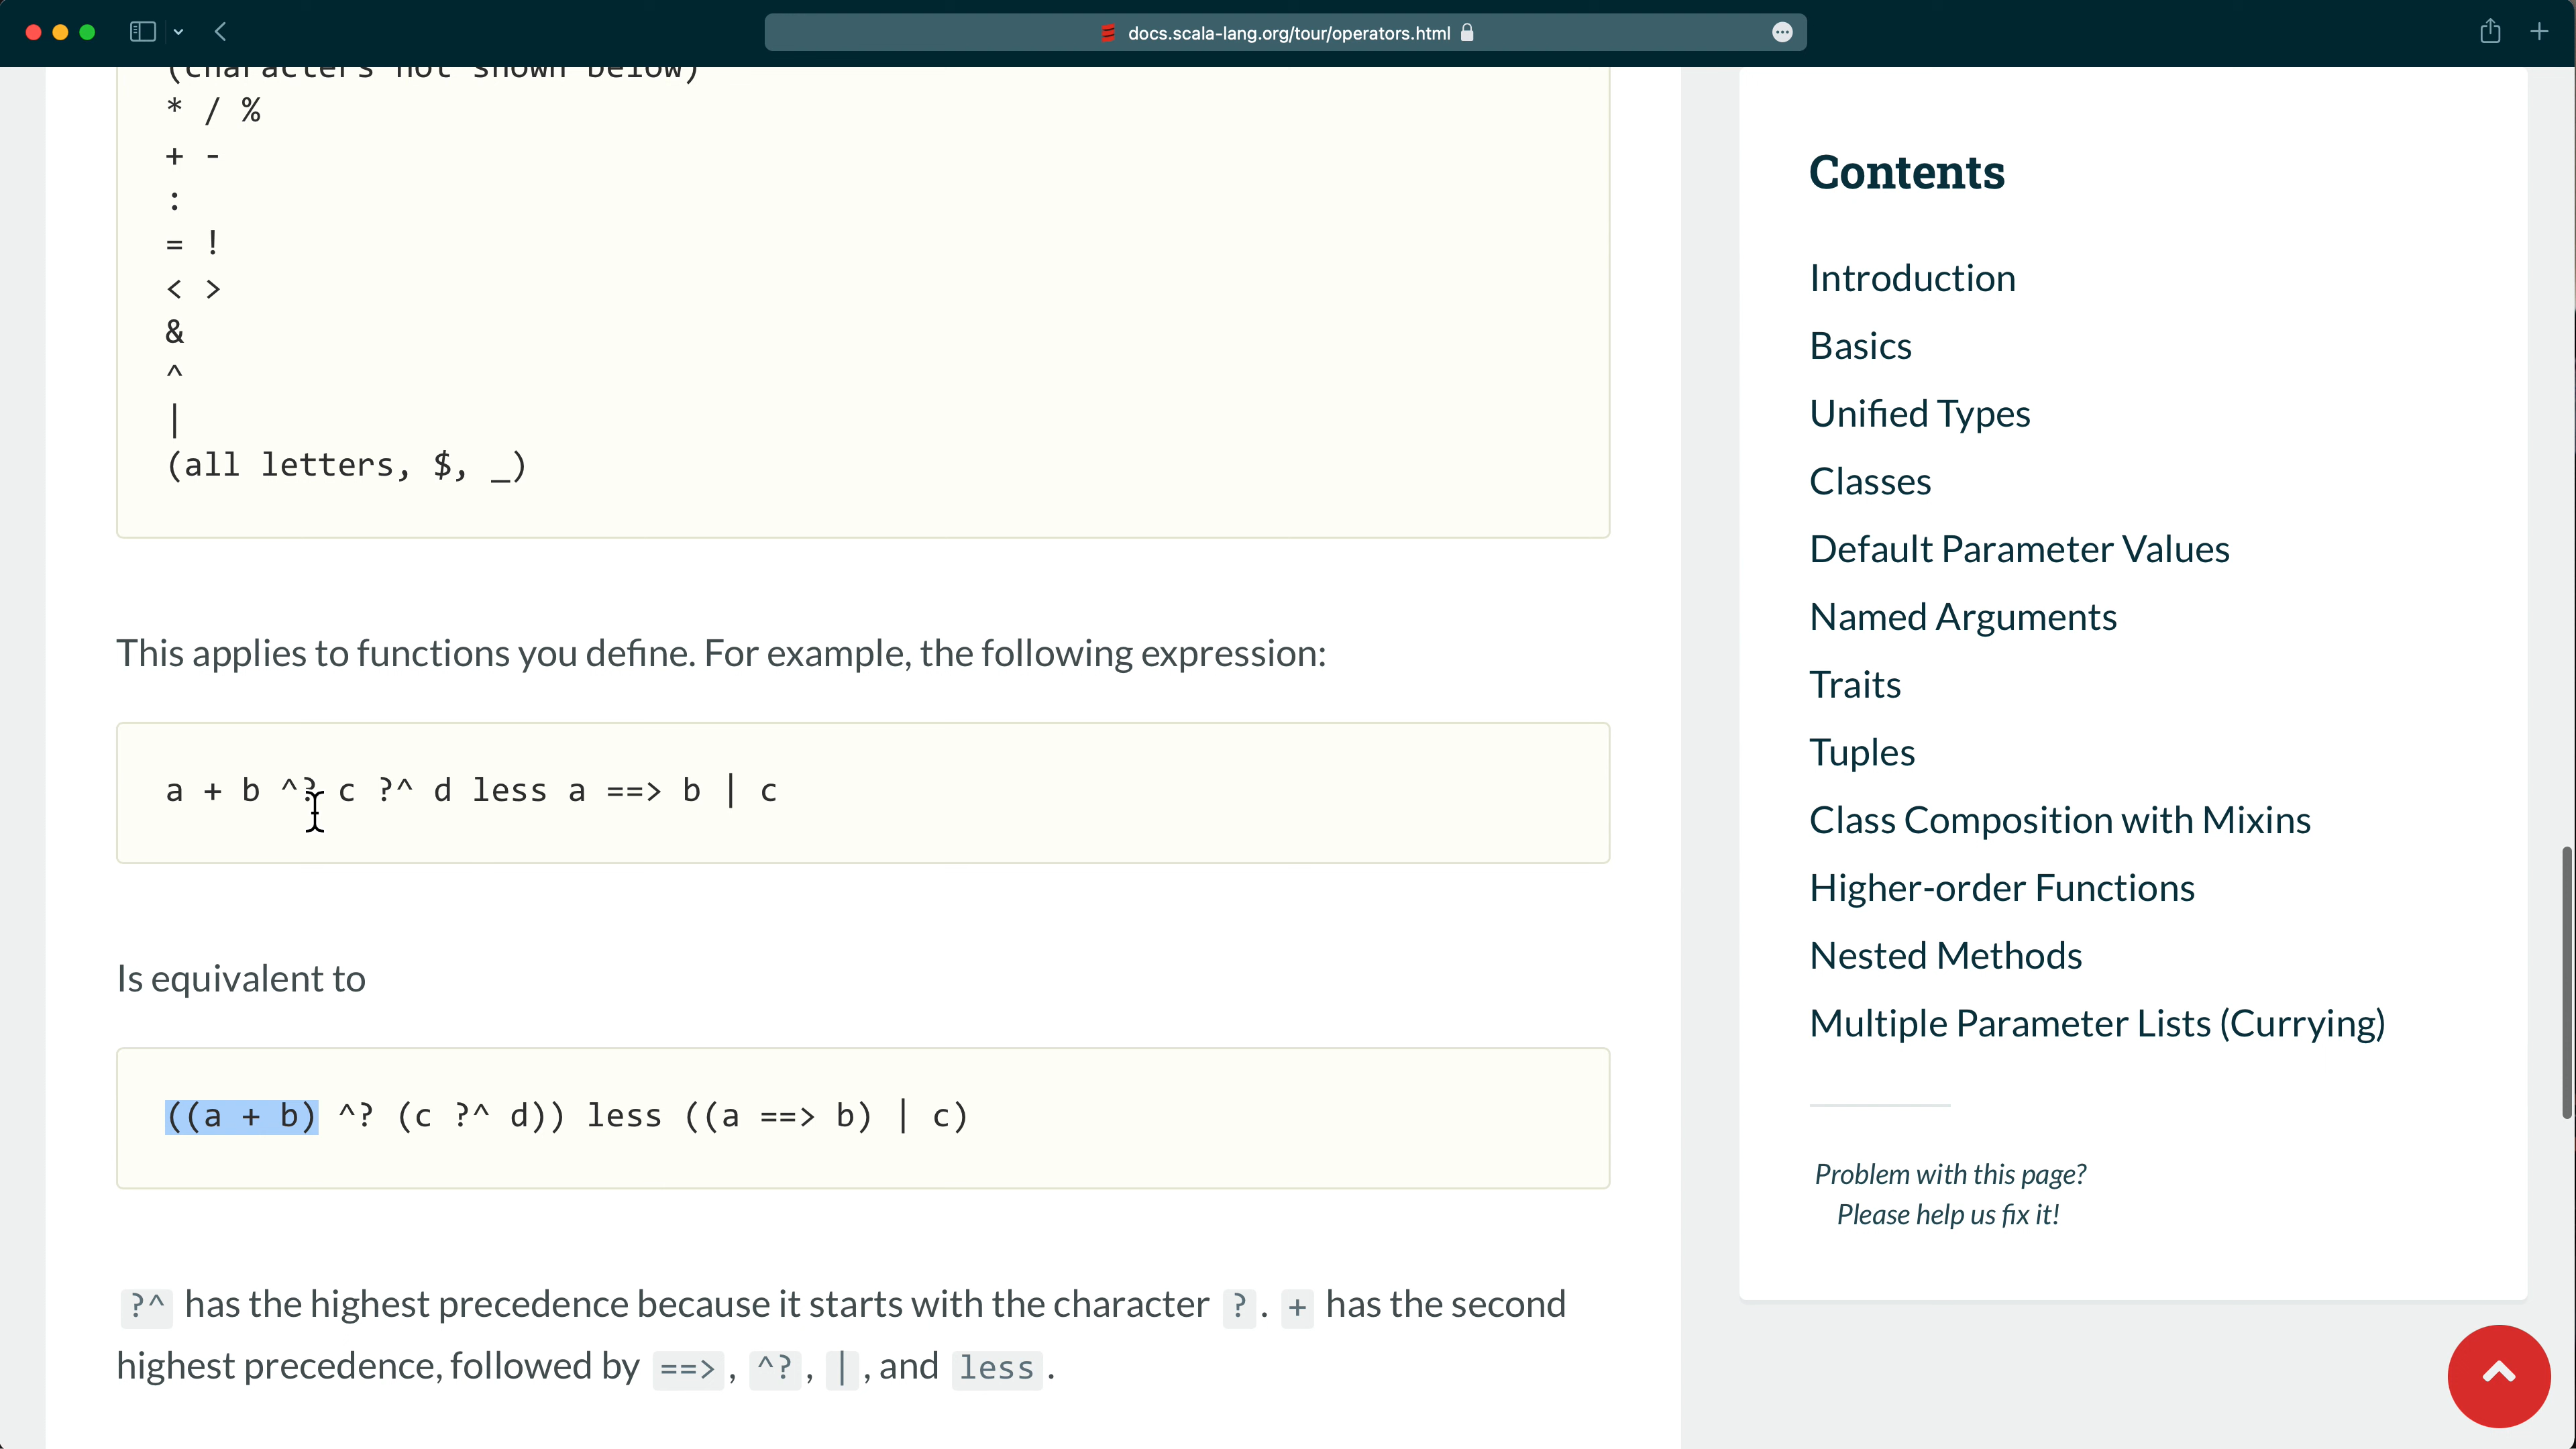 docs.scala-lang.org/tour/operators.html
(characters not shown below)
* / %
+ -
:
= !
< >
&
^
|
(all letters, $, _)
This applies to functions you define. For example, the following expression:
a + b ^? c ?^ d less a ==> b | c
Is equivalent to
((a + b) ^? (c ?^ d)) less ((a ==> b) | c)
?^ has the highest precedence because it starts with the character ?. + has the second
highest precedence, followed by ==>, ^?, |, and less.
Contents
Introduction
Basics
Unified Types
Classes
Default Parameter Values
Named Arguments
Traits
Tuples
Class Composition with Mixins
Higher-order Functions
Nested Methods
Multiple Parameter Lists (Currying)
Problem with this page?
Please help us fix it!